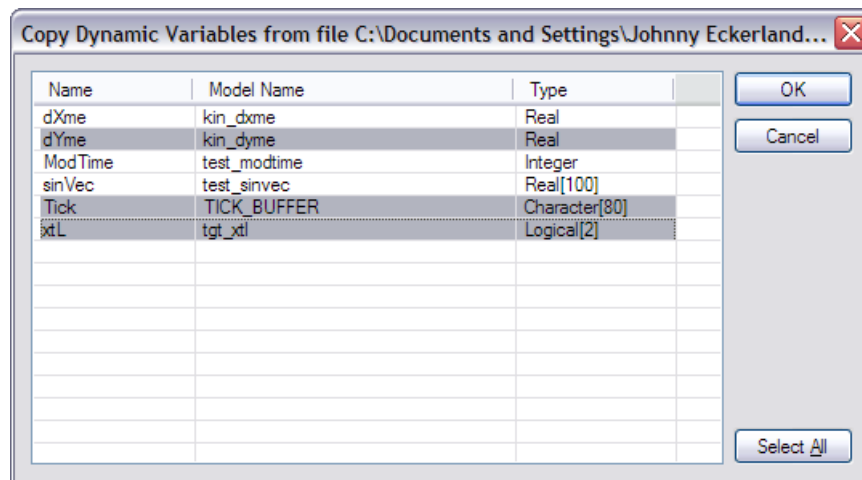 Copy Dynamic Variables from file C:\Documents and Settings\Johnny Eckerland...
Name Model Name Type
dXme kin_dxme Real
dYme kin_dyme Real
ModTime test_modtime Integer
sinVec test_sinvec Real[100]
Tick TICK_BUFFER Character[80]
xtL tgt_xtl Logical[2]
OK
Cancel
Select All